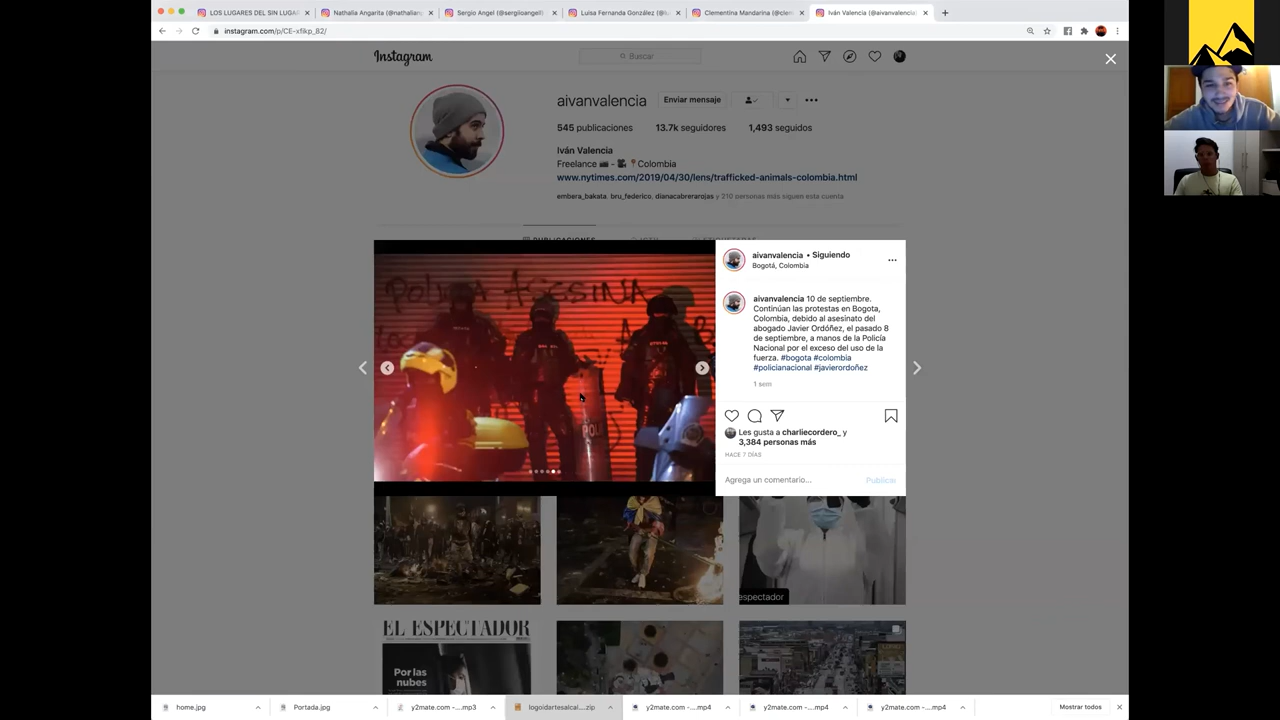 LOS LUGARES DEL SIN LUGAR
Nathalia Angarita (@nathalian
Sergio Angel (@sergiioangell)
Luisa Fernanda González (@lu
Clementina Mandarina (@clem
Iván Valencia (@aivanvalencia)
instagram.com/p/CE-xfikp_82/
Instagram
Buscar
aivanvalencia
Enviar mensaje
545 publicaciones
13.7k seguidores
1,493 seguidos
Iván Valencia
Freelance - Colombia
www.nytimes.com/2019/04/30/lens/trafficked-animals-colombia.html
embera_bakata, bru_federico, dianacabrerarojas y 210 personas más siguen esta cuenta
PUBLICACIONES
IGTV
ETIQUETADAS
Policia ASESINA
aivanvalencia • Siguiendo
Bogotá, Colombia
aivanvalencia 10 de septiembre.
Continúan las protestas en Bogota,
Colombia, debido al asesinato del
abogado Javier Ordóñez, el pasado 8
de septiembre, a manos de la Policía
Nacional por el exceso del uso de la
fuerza. #bogota #colombia
#policianacional #javierordoñez
1 sem
Les gusta a charliecordero_ y
3,384 personas más
HACE 7 DÍAS
Agrega un comentario...
Publicar
espectador
EL ESPECTADOR
Por las
nubes
home.jpg
Portada.jpg
y2mate.com -....mp3
logoidartesalcal....zip
y2mate.com -....mp4
y2mate.com -....mp4
y2mate.com -....mp4
Mostrar todos